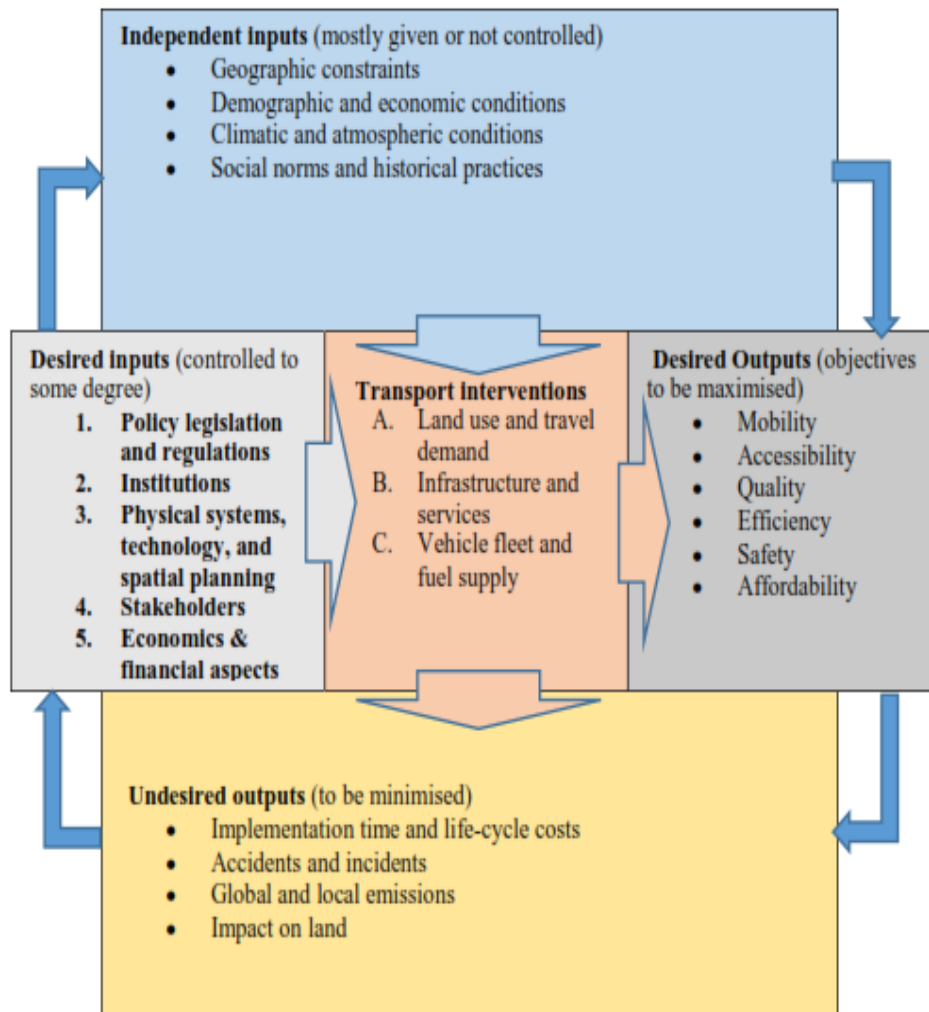 Independent inputs (mostly given or not controlled)
• Geographic constraints
• Demographic and economic conditions
• Climatic and atmospheric conditions
• Social norms and historical practices
Desired inputs (controlled to
some degree)
1. Policy legislation
and regulations
2. Institutions
3. Physical systems,
technology, and
spatial planning
4. Stakeholders
5. Economics &
financial aspects
Transport interventions
A. Land use and travel
demand
B. Infrastructure and
services
C. Vehicle fleet and
fuel supply
Desired Outputs (objectives
to be maximised)
• Mobility
• Accessibility
• Quality
• Efficiency
• Safety
• Affordability
Undesired outputs (to be minimised)
• Implementation time and life-cycle costs
• Accidents and incidents
• Global and local emissions
• Impact on land